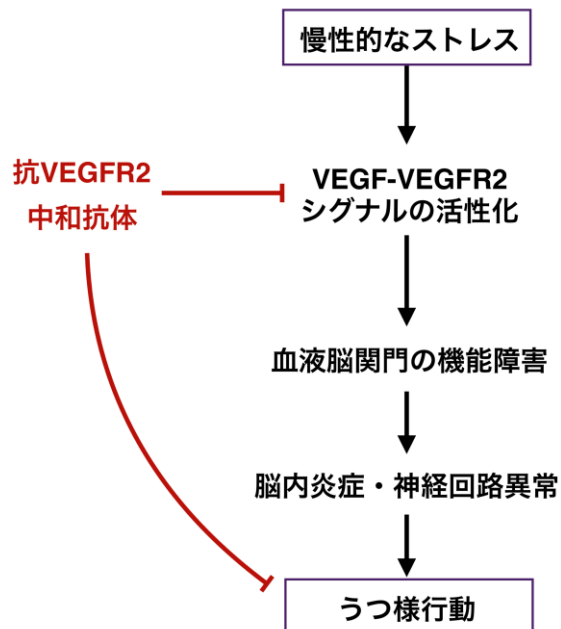 慢性的なストレス
抗VEGFR2
中和抗体
VEGF-VEGFR2
シグナルの活性化
血液脳関門の機能障害
脳内炎症・神経回路異常
うつ様行動